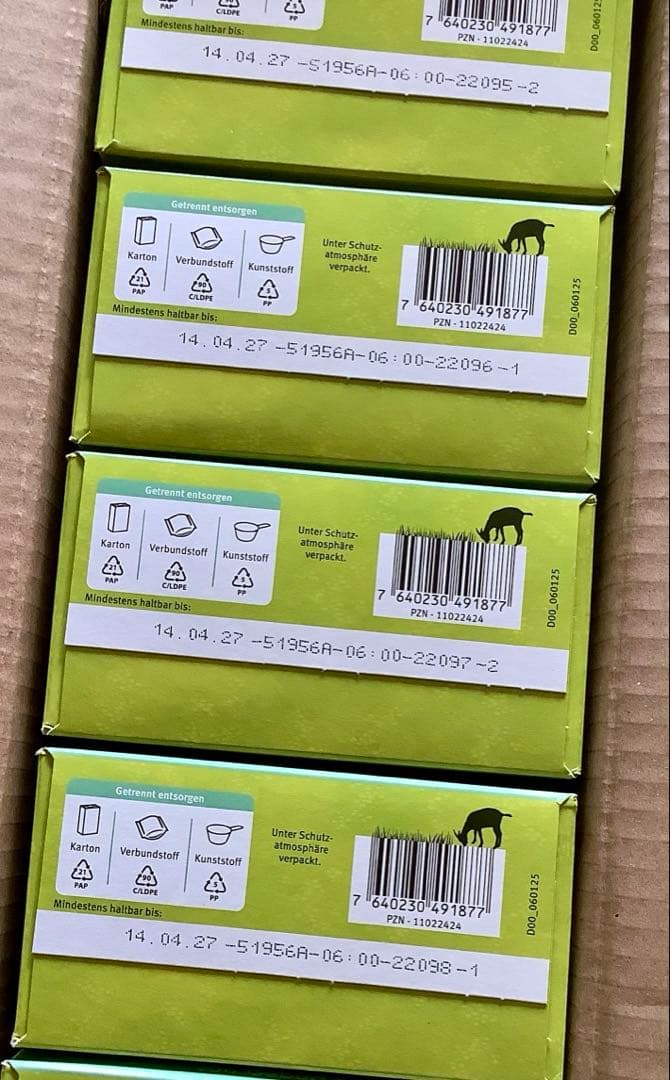 PAP
C/LDPE
PP
Mindestens haltbar bis:
7 640230 491877
PZN - 11022424
D00_060125
14.04.27 -51956A-06:00-22095-2
Getrennt entsorgen
Karton
Verbundstoff
Kunststoff
21
PAP
90
C/LDPE
5
PP
Unter Schutz-
atmosphäre
verpackt.
7 640230 491877
PZN - 11022424
D00_060125
Mindestens haltbar bis:
14.04.27 -51956A-06:00-22096-1
Getrennt entsorgen
Karton
Verbundstoff
Kunststoff
21
PAP
90
C/LDPE
5
PP
Unter Schutz-
atmosphäre
verpackt.
7 640230 491877
PZN - 11022424
D00_060125
Mindestens haltbar bis:
14.04.27 -51956A-06:00-22097-2
Getrennt entsorgen
Karton
Verbundstoff
Kunststoff
21
PAP
90
C/LDPE
5
PP
Unter Schutz-
atmosphäre
verpackt.
7 640230 491877
PZN - 11022424
D00_060125
Mindestens haltbar bis:
14.04.27 -51956A-06:00-22098-1